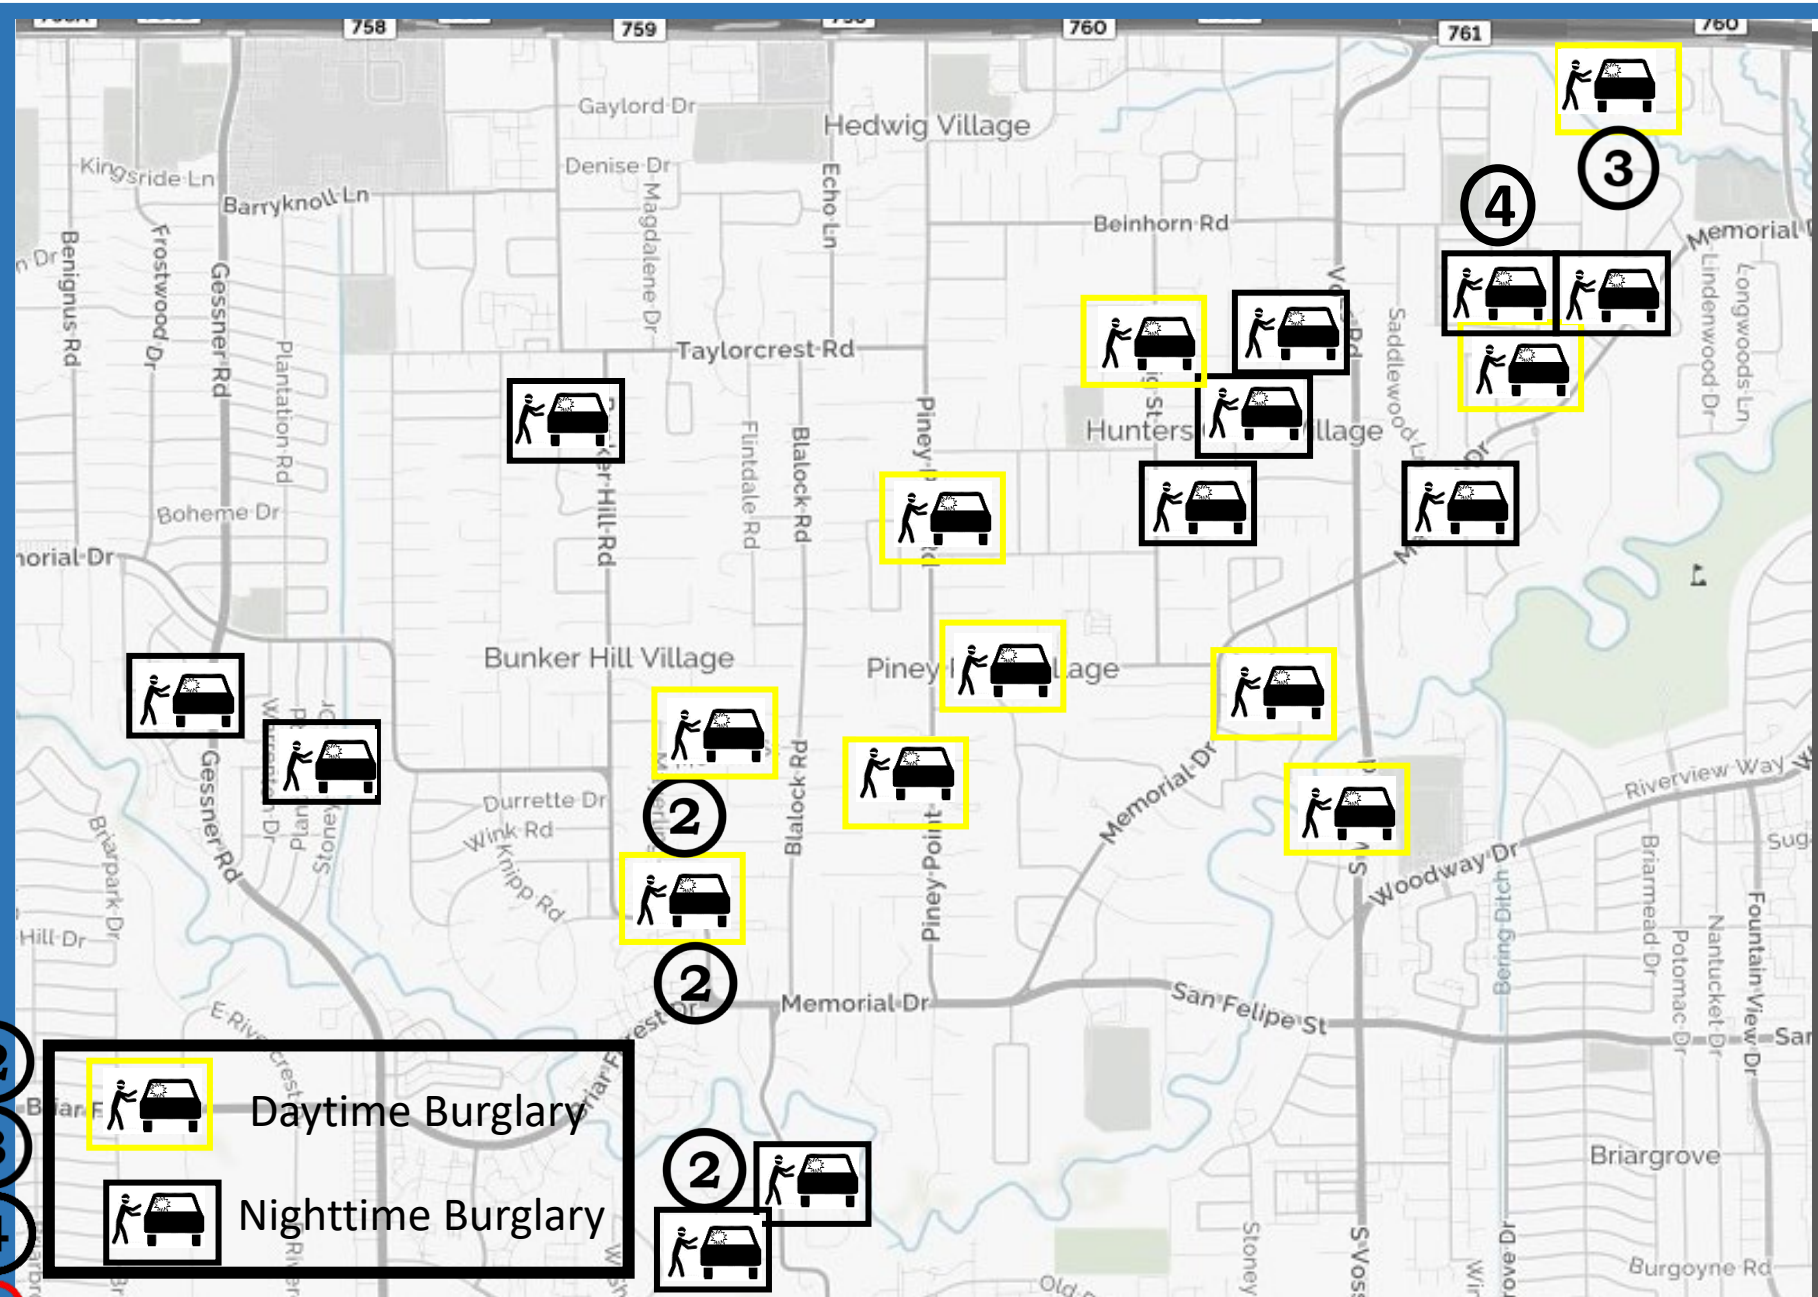 758
759
760
761
760
Gaylord Dr
Hedwig Village
Kingsride Ln
Denise Dr
Barryknoll Ln
Magdalene Dr
Echo Ln
3
4
Beinhorn Rd
Memorial
Benignus Rd
Frostwood Dr
Gessner Rd
Lindenwood Dr
Longwoods Ln
Plantation Rd
Taylorcrest Rd
Saddlewood
Flintdale Rd
Blalock Rd
Hunters
Boheme Dr
Bunker Hill Village
Piney
Blalock Rd
Gessner Rd
Memorial Dr
Riverview Way
Durrette Dr
2
Wink Rd
Knipp Rd
Briarpark Dr
Piney Point
Woodway Dr
Briarmead Dr
Fountain View Dr
Hill Dr
Bering Ditch
Nantucket Dr
Potomac Dr
2
Memorial Dr
San Felipe St
Daytime Burglary
Nighttime Burglary
2
Briargrove
Stoney
S Voss
Burgoyne Rd